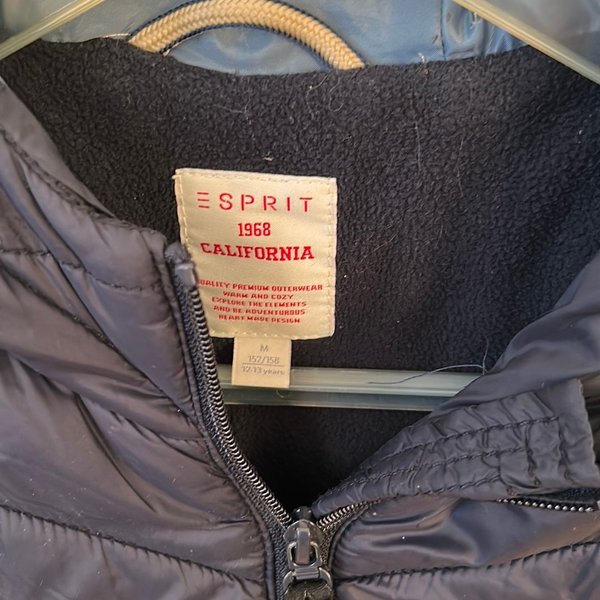 ESPRIT
1968
CALIFORNIA
QUALITY PREMIUM OUTERWEAR
WARM AND COZY
EXPLORE THE ELEMENTS
AND BE ADVENTUROUS
HEART MADE DESIGN
M
152/158
12-13 years